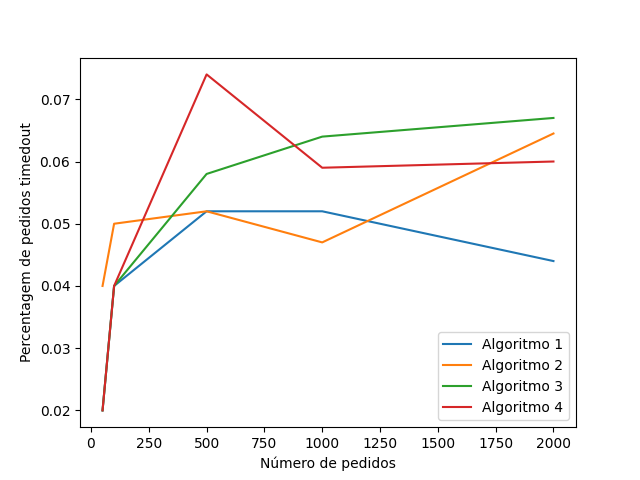 Percentagem de pedidos timedout
0.07
0.06
0.05
0.04
0.03
0.02
Algoritmo 1
Algoritmo 2
Algoritmo 3
Algoritmo 4
0 250 500 750 1000 1250 1500 1750 2000
Número de pedidos